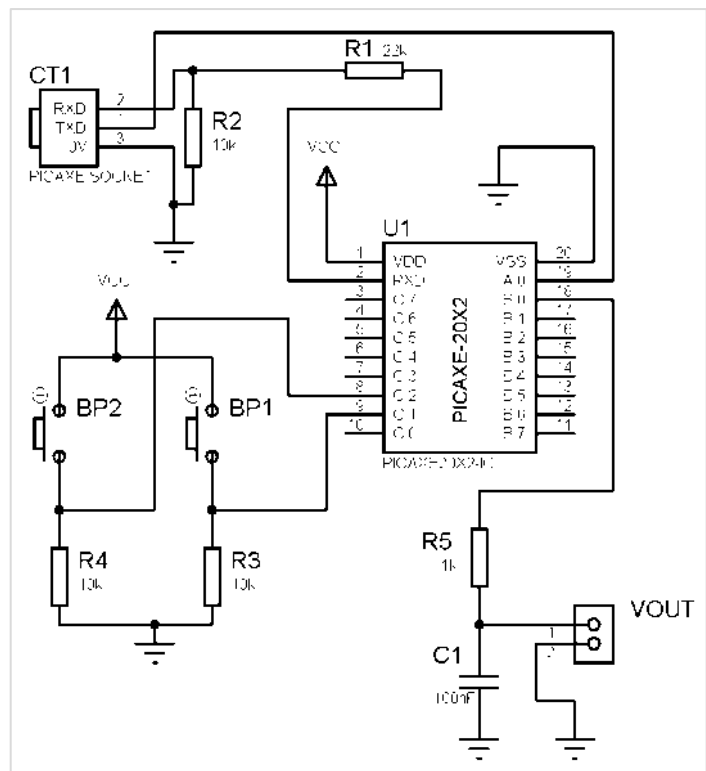 R1 22k
CT1
RXD 2
TXD 1
0V 3
PICAXE SOCKET
R2
10k
VCC
U1
1 VDD VSS 20
2 RXD A.0 19
3 C.7 B.0 18
4 C.6 B.1 17
5 C.5 B.2 16
6 C.4 B.3 15
7 C.3 B.4 14
8 C.2 B.5 13
9 C.1 B.6 12
10 C.0 B.7 11
PICAXE-20X2
VCC
BP2
BP1
R4
10k
R3
10k
R5
1k
VOUT
1
2
C1
100nF